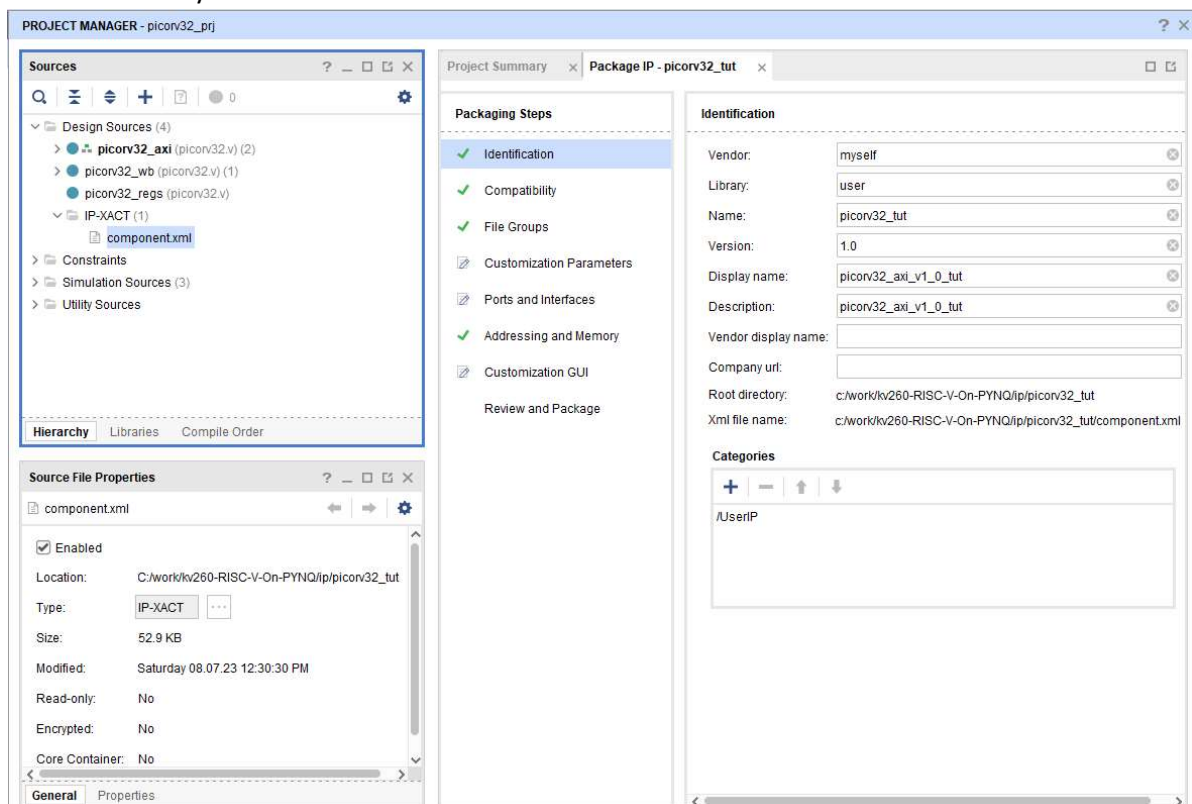 PROJECT MANAGER - picorv32_prj
Sources
0
Design Sources (4)
picorv32_axi (picorv32.v) (2)
picorv32_wb (picorv32.v) (1)
picorv32_regs (picorv32.v)
IP-XACT (1)
component.xml
Constraints
Simulation Sources (3)
Utility Sources
Hierarchy Libraries Compile Order
Source File Properties
component.xml
Enabled
Location: C:/work/kv260-RISC-V-On-PYNQ/ip/picorv32_tut
Type: IP-XACT ...
Size: 52.9 KB
Modified: Saturday 08.07.23 12:30:30 PM
Read-only: No
Encrypted: No
Core Container: No
General Properties
Project Summary Package IP - picorv32_tut
Packaging Steps
Identification
Compatibility
File Groups
Customization Parameters
Ports and Interfaces
Addressing and Memory
Customization GUI
Review and Package
Identification
Vendor: myself
Library: user
Name: picorv32_tut
Version: 1.0
Display name: picorv32_axi_v1_0_tut
Description: picorv32_axi_v1_0_tut
Vendor display name:
Company url:
Root directory: c:/work/kv260-RISC-V-On-PYNQ/ip/picorv32_tut
Xml file name: c:/work/kv260-RISC-V-On-PYNQ/ip/picorv32_tut/component.xml
Categories
/UserIP